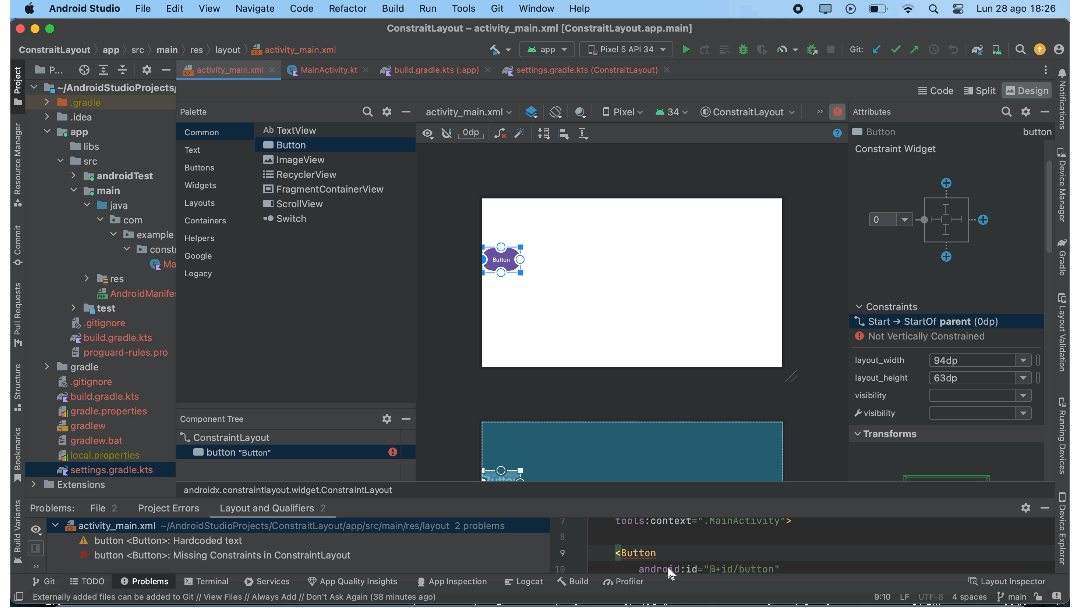 Android Studio File Edit View Navigate Code Refactor Build Run Tools Git Window Help Lun 28 ago 18:26
ConstraitLayout – activity_main.xml [ConstraitLayout.app.main]
ConstraitLayout app src main res layout activity_main.xml app Pixel 5 API 34 Git:
P... activity_main.xml MainActivity.kt build.gradle.kts (:app) settings.gradle.kts (ConstraitLayout)
Code Split Design
~/AndroidStudioProjects/
.gradle
.idea
app
libs
src
androidTest
main
java
com
example
consti
Ma
res
AndroidManifes
test
.gitignore
build.gradle.kts
proguard-rules.pro
gradle
.gitignore
build.gradle.kts
gradle.properties
gradlew
gradlew.bat
local.properties
settings.gradle.kts
Extensions
Palette
Common
Text
Buttons
Widgets
Layouts
Containers
Helpers
Google
Legacy
Ab TextView
Button
ImageView
RecyclerView
FragmentContainerView
ScrollView
Switch
Component Tree
ConstraintLayout
button "Button"
activity_main.xml Pixel 34 ConstraitLayout
0dp
Button
Button
androidx.constraintlayout.widget.ConstraintLayout
Attributes
Button button
Constraint Widget
0
Constraints
Start → StartOf parent (0dp)
Not Vertically Constrained
layout_width 94dp
layout_height 63dp
visibility
visibility
Transforms
Problems: File 2 Project Errors Layout and Qualifiers 2
activity_main.xml ~/AndroidStudioProjects/ConstraitLayout/app/src/main/res/layout 2 problems
button <Button>: Hardcoded text
button <Button>: Missing Constraints in ConstraintLayout
7 tools:context=".MainActivity">
8
9 <Button
10 android:id="@+id/button"
Git TODO Problems Terminal Services App Quality Insights App Inspection Logcat Build Profiler Layout Inspector
Externally added files can be added to Git // View Files // Always Add // Don't Ask Again (38 minutes ago) 9:10 LF UTF-8 4 spaces main
Project
Resource Manager
Commit
Pull Requests
Structure
Bookmarks
Build Variants
Notifications
Device Manager
Gradle
Layout Validation
Running Devices
Device Explorer